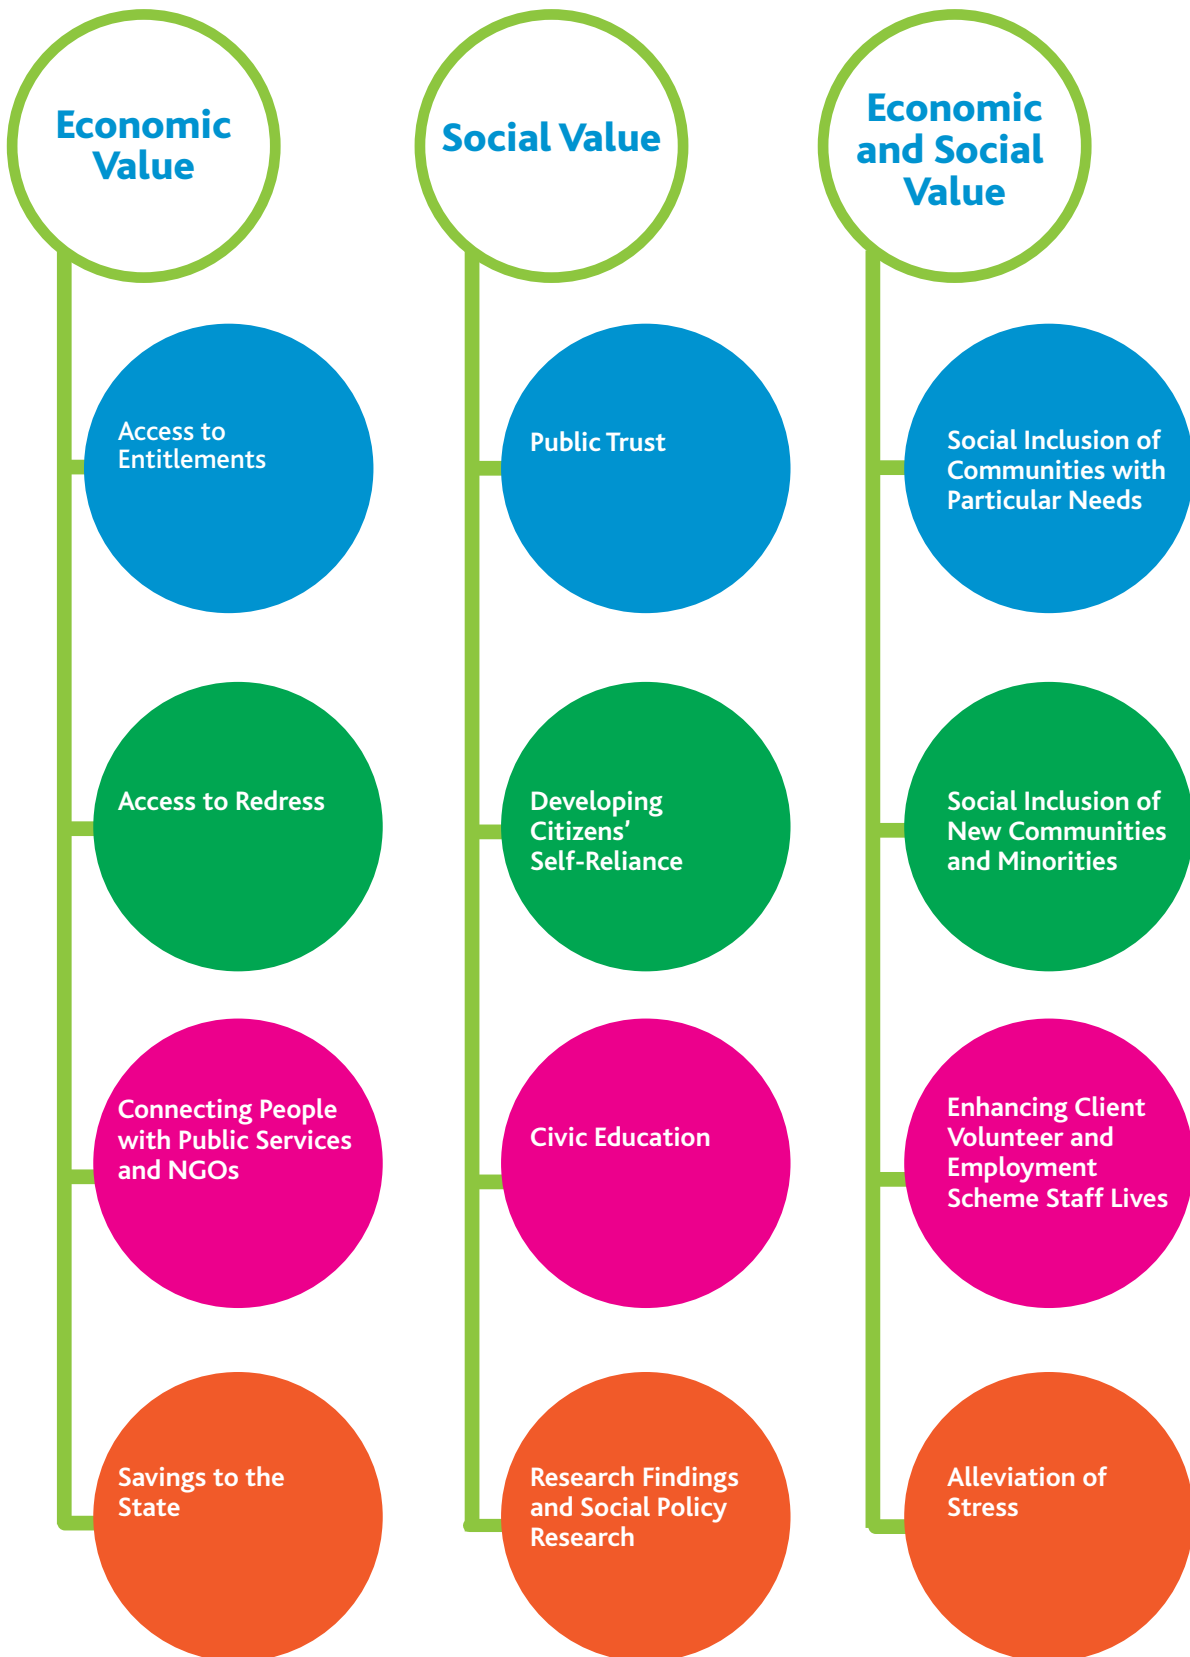 Economic
Value
Access to
Entitlements
Access to Redress
Connecting People
with Public Services
and NGOs
Savings to the
State
Social Value
Public Trust
Developing
Citizens’
Self-Reliance
Civic Education
Research Findings
and Social Policy
Research
Economic
and Social
Value
Social Inclusion of
Communities with
Particular Needs
Social Inclusion of
New Communities
and Minorities
Enhancing Client
Volunteer and
Employment
Scheme Staff Lives
Alleviation of
Stress